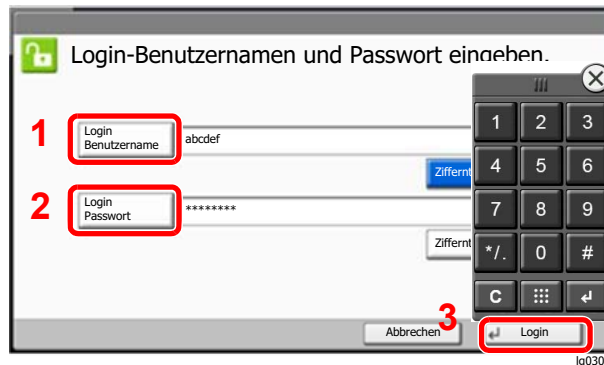 Login-Benutzernamen und Passwort eingeben.
1
Login
Benutzername
abcdef
Ziffernt
2
Login
Passwort
********
Ziffernt
1 2 3
4 5 6
7 8 9
*/. 0 #
C
Abbrechen
3
Login
lg030